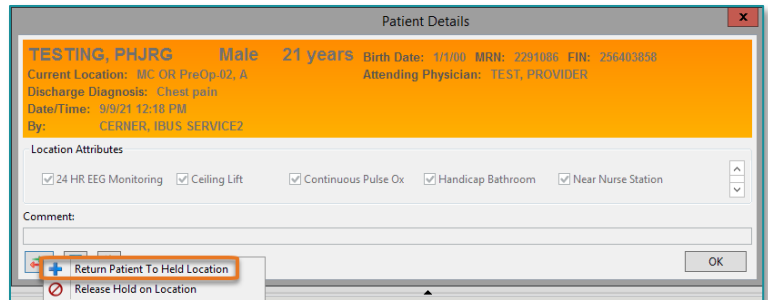 Patient Details
x
TESTING, PHJRG Male 21 years Birth Date: 1/1/00 MRN: 2291086 FIN: 256403858
Current Location: MC OR PreOp-02, A Attending Physician: TEST, PROVIDER
Discharge Diagnosis: Chest pain
Date/Time: 9/9/21 12:18 PM
By: CERNER, IBUS SERVICE2
Location Attributes
24 HR EEG Monitoring Ceiling Lift Continuous Pulse Ox Handicap Bathroom Near Nurse Station
Comment:
OK
Return Patient To Held Location
Release Hold on Location